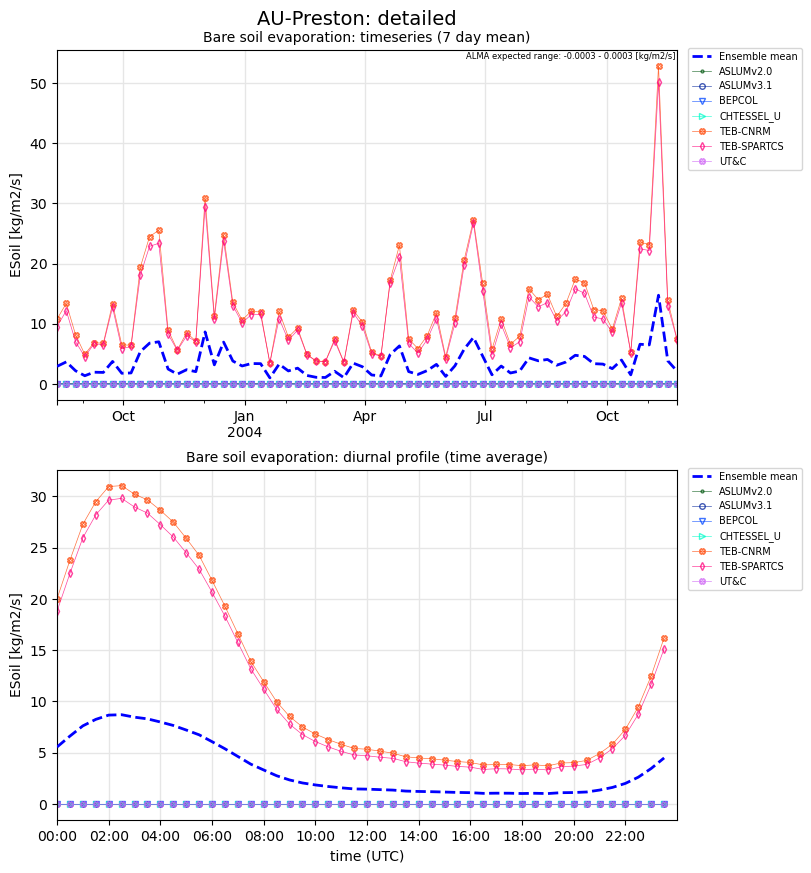 AU-Preston: detailed
Bare soil evaporation: timeseries (7 day mean)
ALMA expected range: -0.0003 - 0.0003 [kg/m2/s]
ESoil [kg/m2/s]
50
40
30
20
10
0
Oct
Jan
2004
Apr
Jul
Oct
Ensemble mean
ASLUMv2.0
ASLUMv3.1
BEPCOL
CHTESSEL_U
TEB-CNRM
TEB-SPARTCS
UT&C
Bare soil evaporation: diurnal profile (time average)
ESoil [kg/m2/s]
30
25
20
15
10
5
0
00:00
02:00
04:00
06:00
08:00
10:00
12:00
14:00
16:00
18:00
20:00
22:00
time (UTC)
Ensemble mean
ASLUMv2.0
ASLUMv3.1
BEPCOL
CHTESSEL_U
TEB-CNRM
TEB-SPARTCS
UT&C